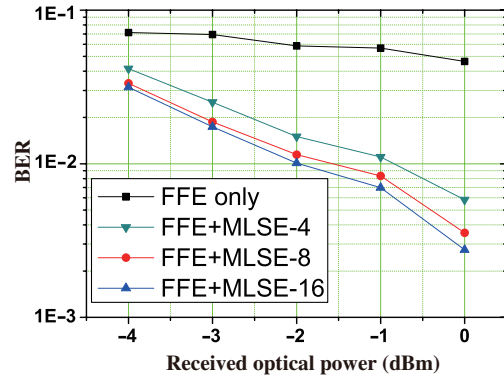 1E-1
1E-2
1E-3
BER
FFE only
FFE+MLSE-4
FFE+MLSE-8
FFE+MLSE-16
-4 -3 -2 -1 0
Received optical power (dBm)